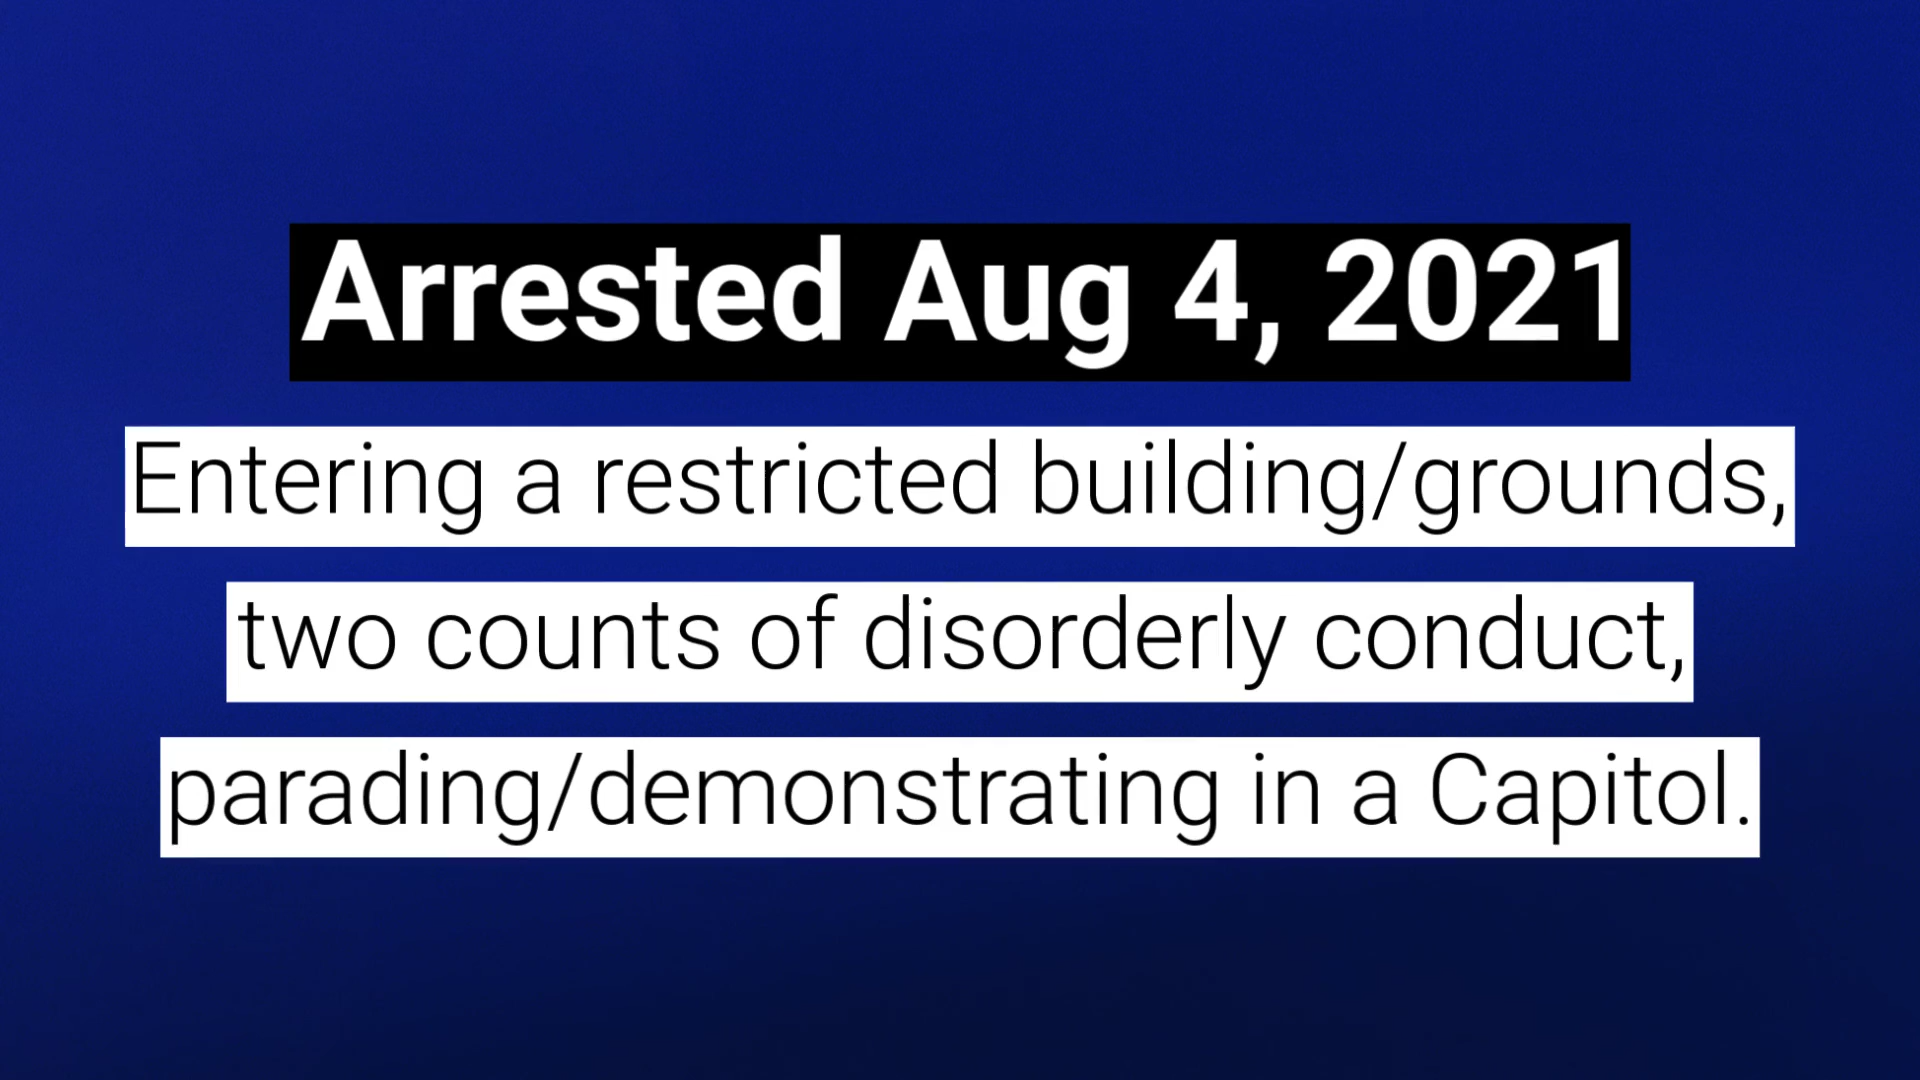 Arrested Aug 4, 2021
Entering a restricted building/grounds,
two counts of disorderly conduct,
parading/demonstrating in a Capitol.